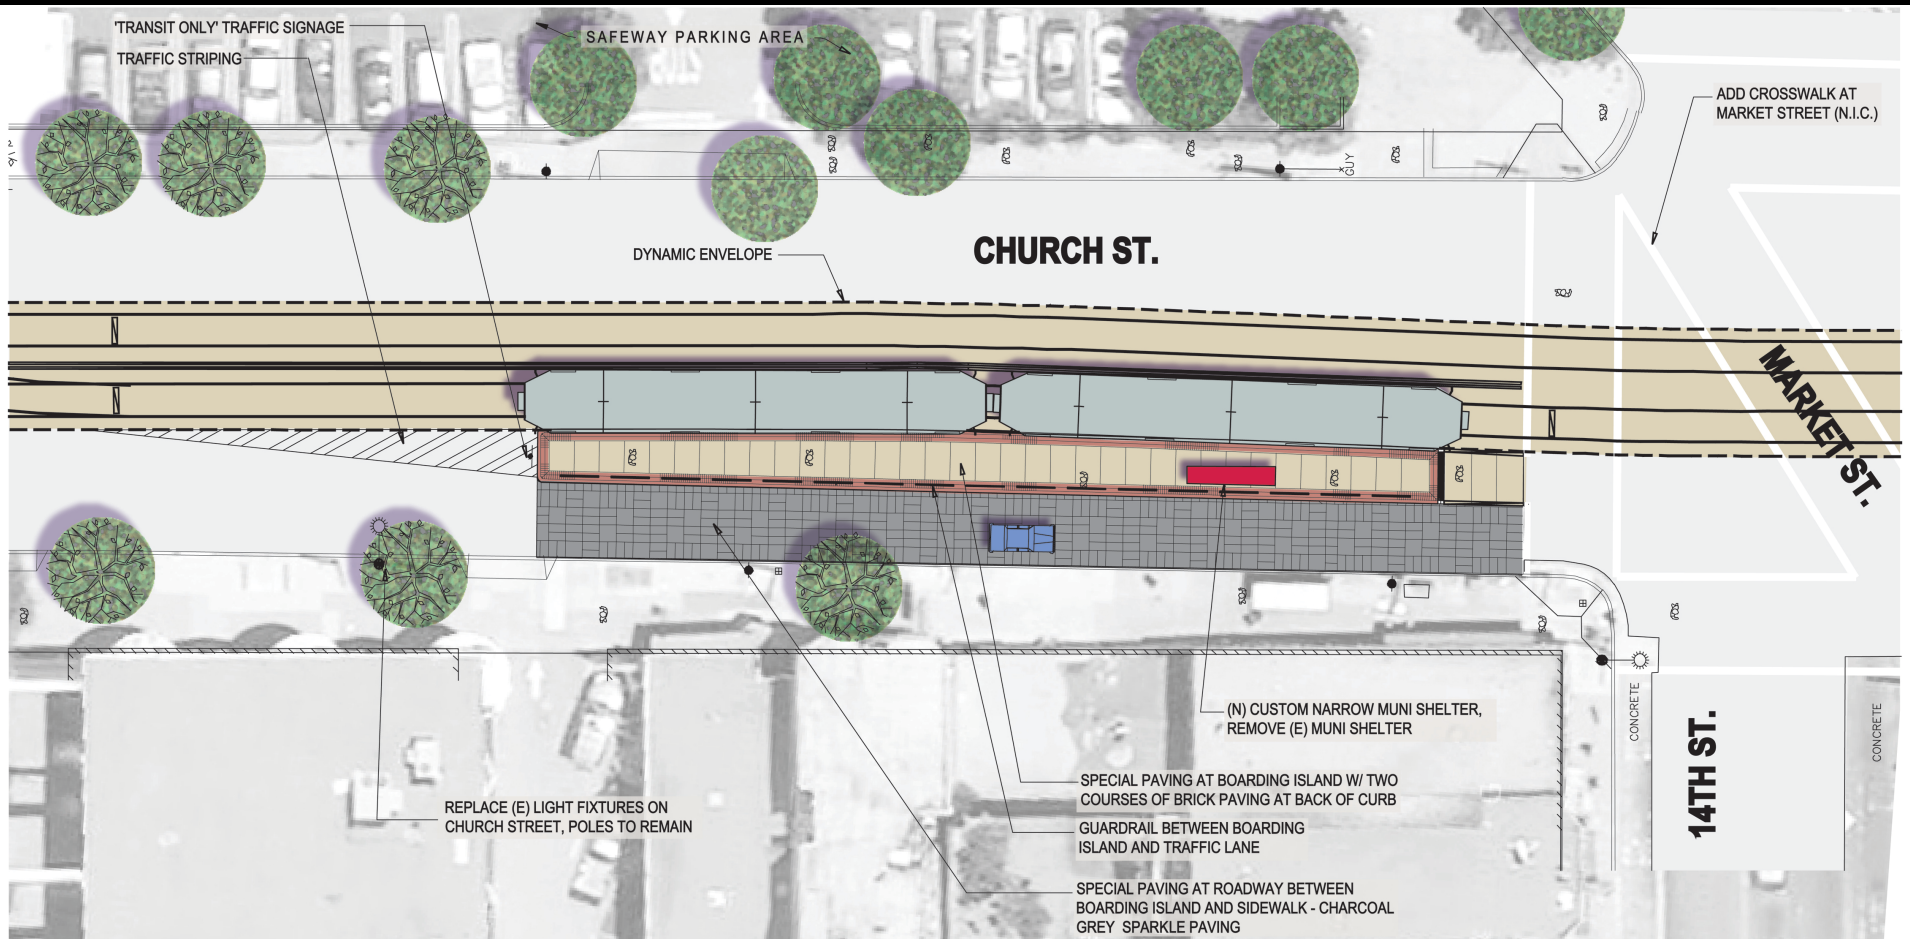 'TRANSIT ONLY' TRAFFIC SIGNAGE
TRAFFIC STRIPING
SAFEWAY PARKING AREA
ADD CROSSWALK AT
MARKET STREET (N.I.C.)
GUY
DYNAMIC ENVELOPE
CHURCH ST.
MARKET ST.
(N) CUSTOM NARROW MUNI SHELTER,
REMOVE (E) MUNI SHELTER
CONCRETE
CONCRETE
14TH ST.
SPECIAL PAVING AT BOARDING ISLAND W/ TWO
COURSES OF BRICK PAVING AT BACK OF CURB
REPLACE (E) LIGHT FIXTURES ON
CHURCH STREET, POLES TO REMAIN
GUARDRAIL BETWEEN BOARDING
ISLAND AND TRAFFIC LANE
SPECIAL PAVING AT ROADWAY BETWEEN
BOARDING ISLAND AND SIDEWALK - CHARCOAL
GREY SPARKLE PAVING